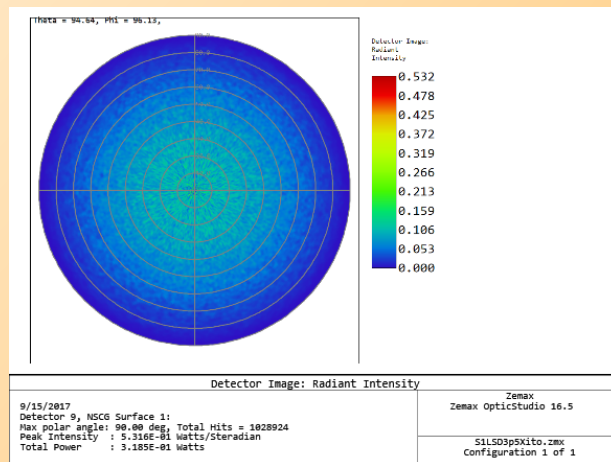 Theta = 94.64, Phi = 96.13,
Detector Image:
Radiant
Intensity
0.532
0.478
0.425
0.372
0.319
0.266
0.213
0.159
0.106
0.053
0.000
Detector Image: Radiant Intensity
9/15/2017
Detector 9, NSCG Surface 1:
Max polar angle: 90.00 deg, Total Hits = 1028924
Peak Intensity : 5.316E-01 Watts/Steradian
Total Power : 3.185E-01 Watts
Zemax
Zemax OpticStudio 16.5
S1LSD3p5Xito.zmx
Configuration 1 of 1